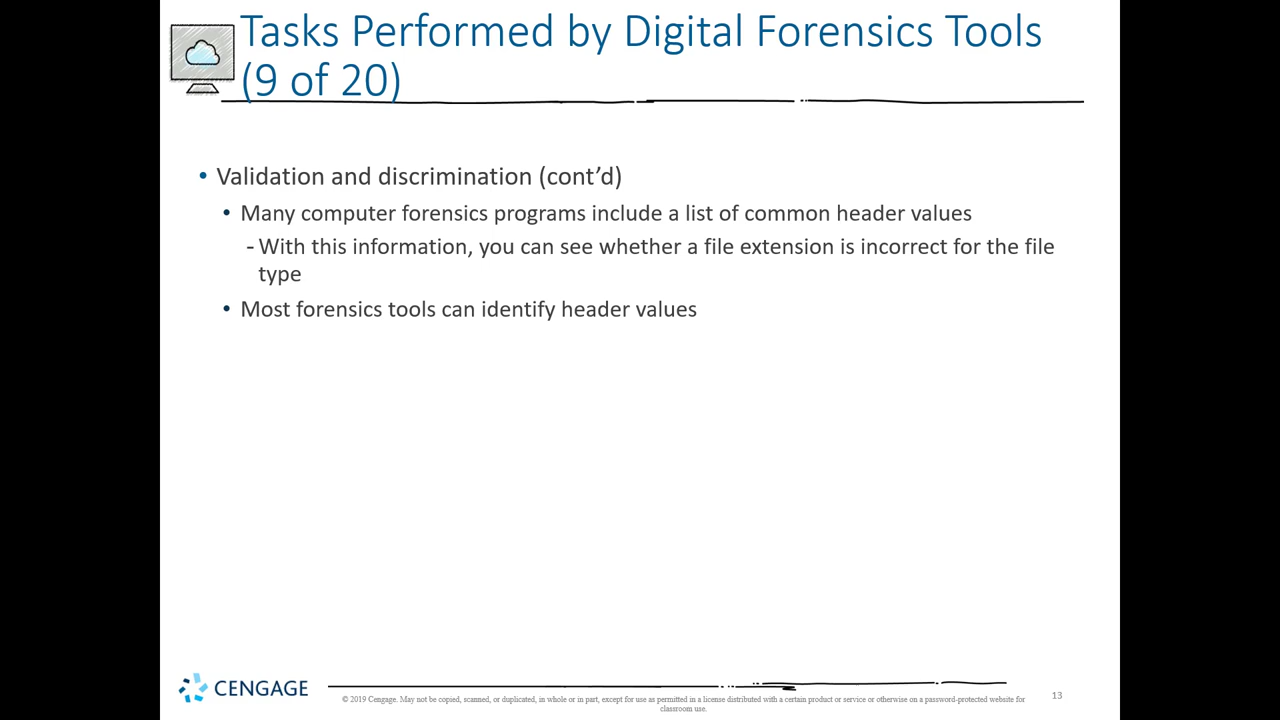 Tasks Performed by Digital Forensics Tools
(9 of 20)
• Validation and discrimination (cont’d)
• Many computer forensics programs include a list of common header values
- With this information, you can see whether a file extension is incorrect for the file
type
• Most forensics tools can identify header values
CENGAGE
© 2019 Cengage. May not be copied, scanned, or duplicated, in whole or in part, except for use as permitted in a license distributed with a certain product or service or otherwise on a password-protected website for
classroom use.
13